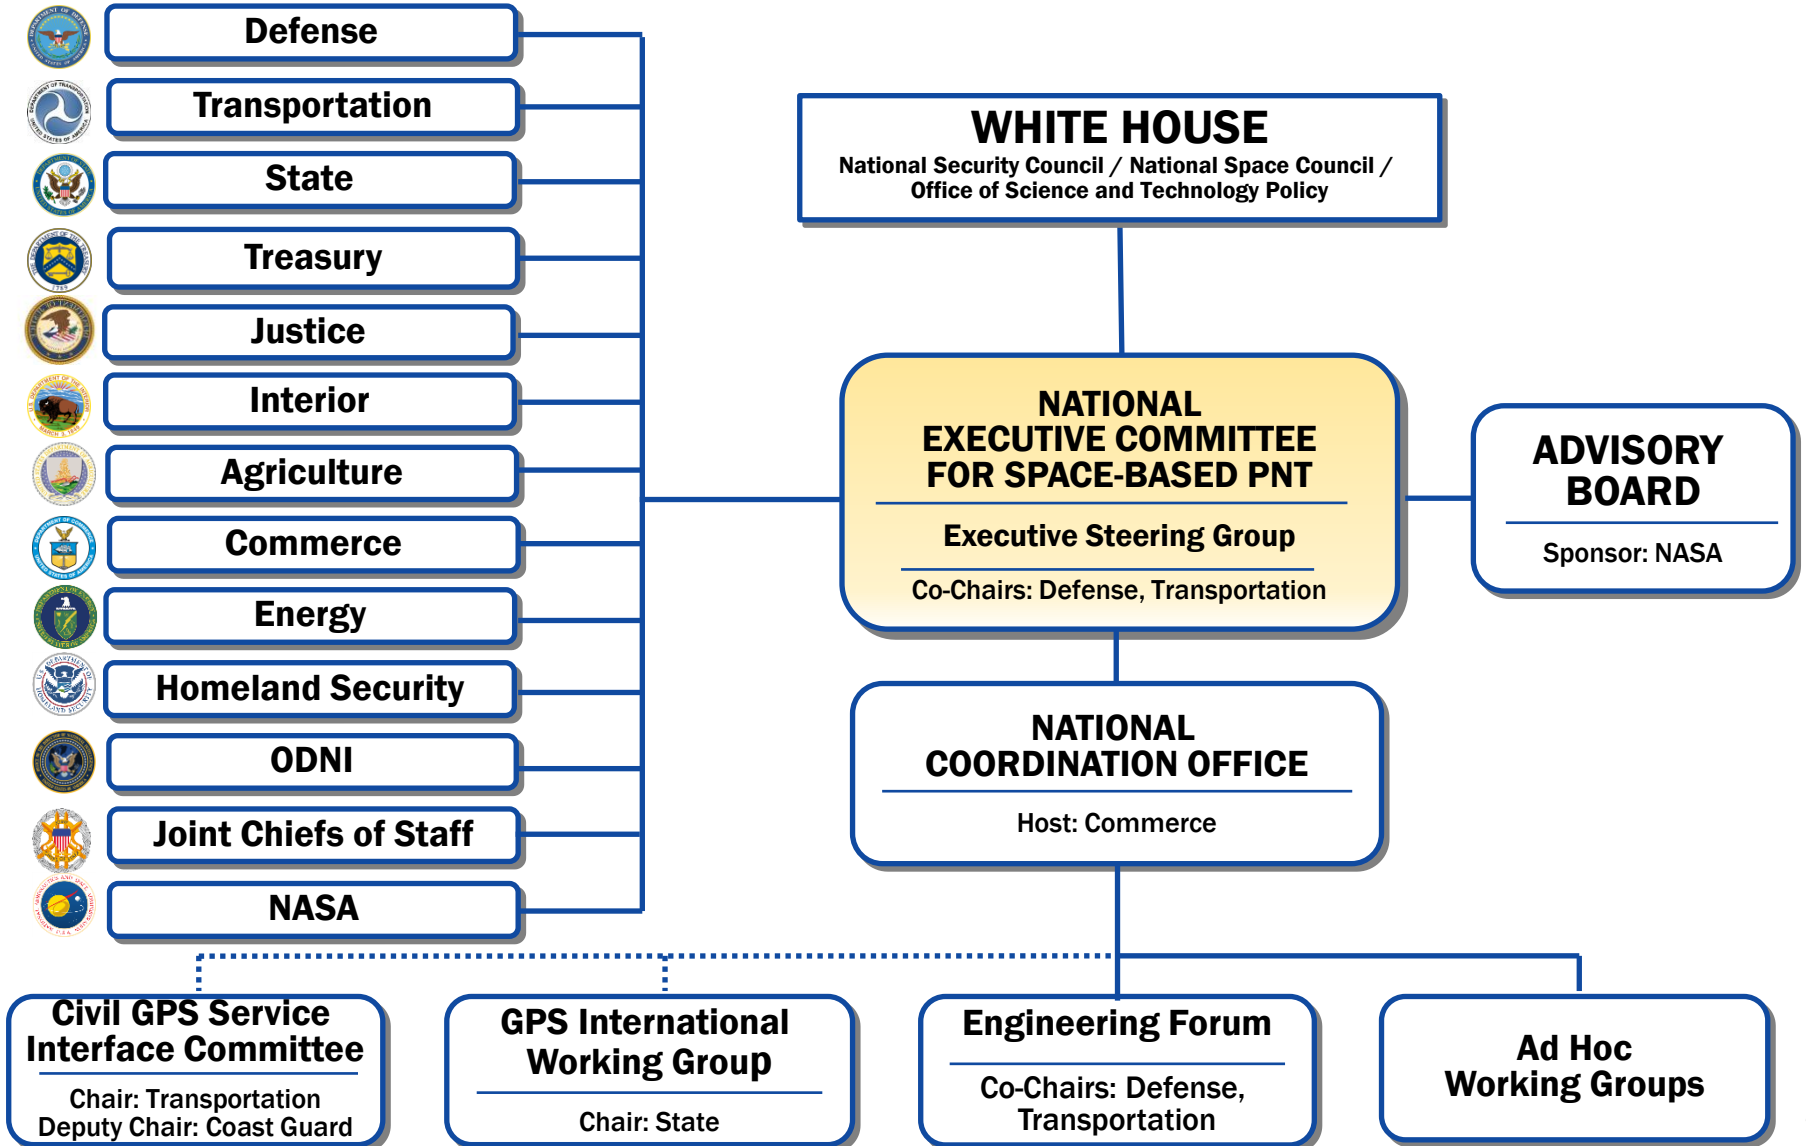 Defense
Transportation
State
Treasury
Justice
Interior
Agriculture
Commerce
Energy
Homeland Security
ODNI
Joint Chiefs of Staff
NASA
WHITE HOUSE
National Security Council / National Space Council /
Office of Science and Technology Policy
NATIONAL
EXECUTIVE COMMITTEE
FOR SPACE-BASED PNT
Executive Steering Group
Co-Chairs: Defense, Transportation
ADVISORY
BOARD
Sponsor: NASA
NATIONAL
COORDINATION OFFICE
Host: Commerce
Civil GPS Service
Interface Committee
Chair: Transportation
Deputy Chair: Coast Guard
GPS International
Working Group
Chair: State
Engineering Forum
Co-Chairs: Defense,
Transportation
Ad Hoc
Working Groups